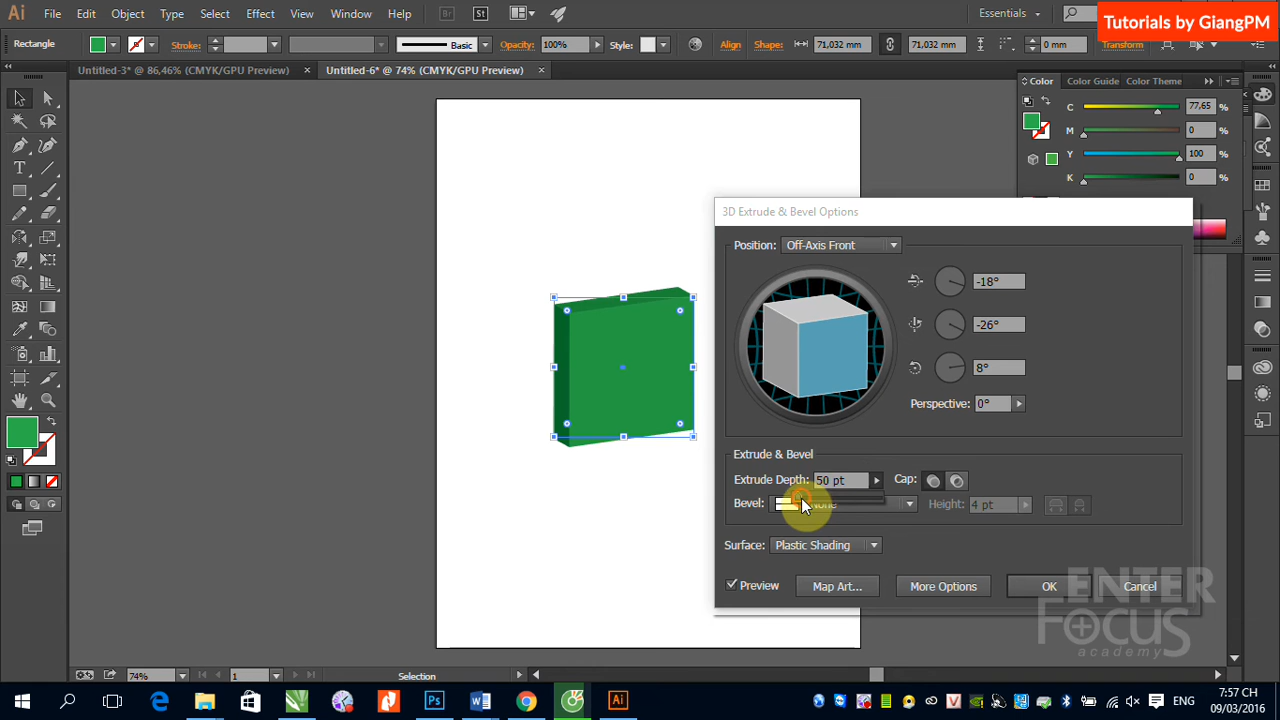 Ai File Edit Object Type Select Effect View Window Help Br St Essentials
Tutorials by GiangPM
Rectangle Stroke: Basic Opacity: 100% Style: Align Shape: 71,032 mm 71,032 mm 0 mm Transform
Untitled-3* @ 86,46% (CMYK/GPU Preview) × Untitled-6* @ 74% (CMYK/GPU Preview) ×
Color Color Guide Color Theme
C 77,65 %
M 0 %
Y 100 %
K 0 %
3D Extrude & Bevel Options
Position: Off-Axis Front
-18°
-26°
8°
Perspective: 0°
Extrude & Bevel
Extrude Depth: 50 pt Cap:
Bevel: None Height: 4 pt
Surface: Plastic Shading
Preview Map Art... More Options OK Cancel
ENTER
FOCUS
academy
74% 1 Selection
Ps W Ai ENG
7:57 CH
09/03/2016